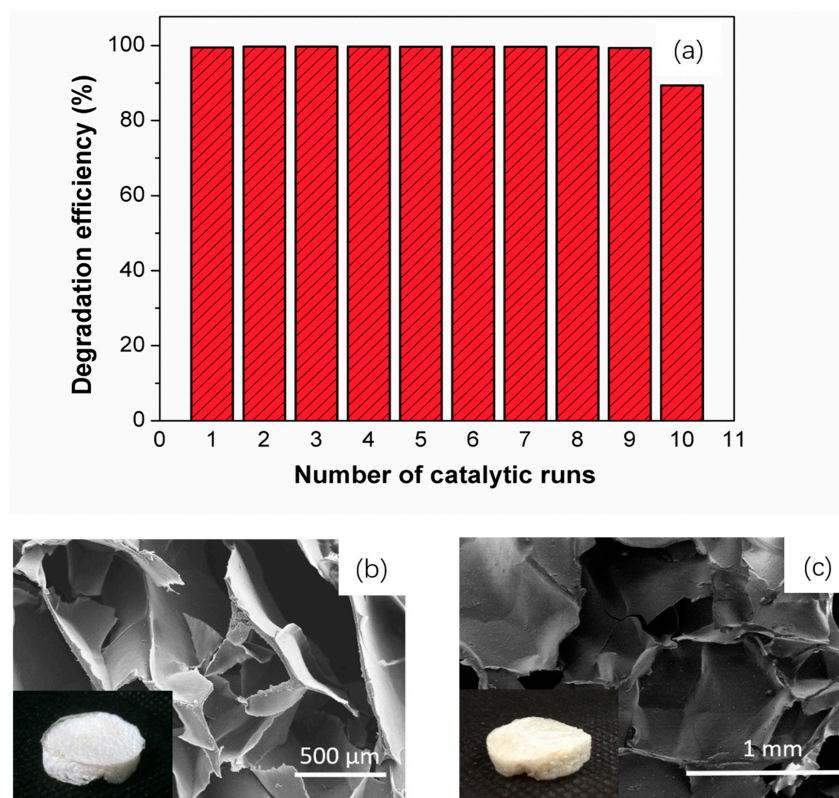 (a)
Degradation efficiency (%)
100
80
60
40
20
0
0 1 2 3 4 5 6 7 8 9 10 11
Number of catalytic runs
(b)
500 μm
(c)
1 mm